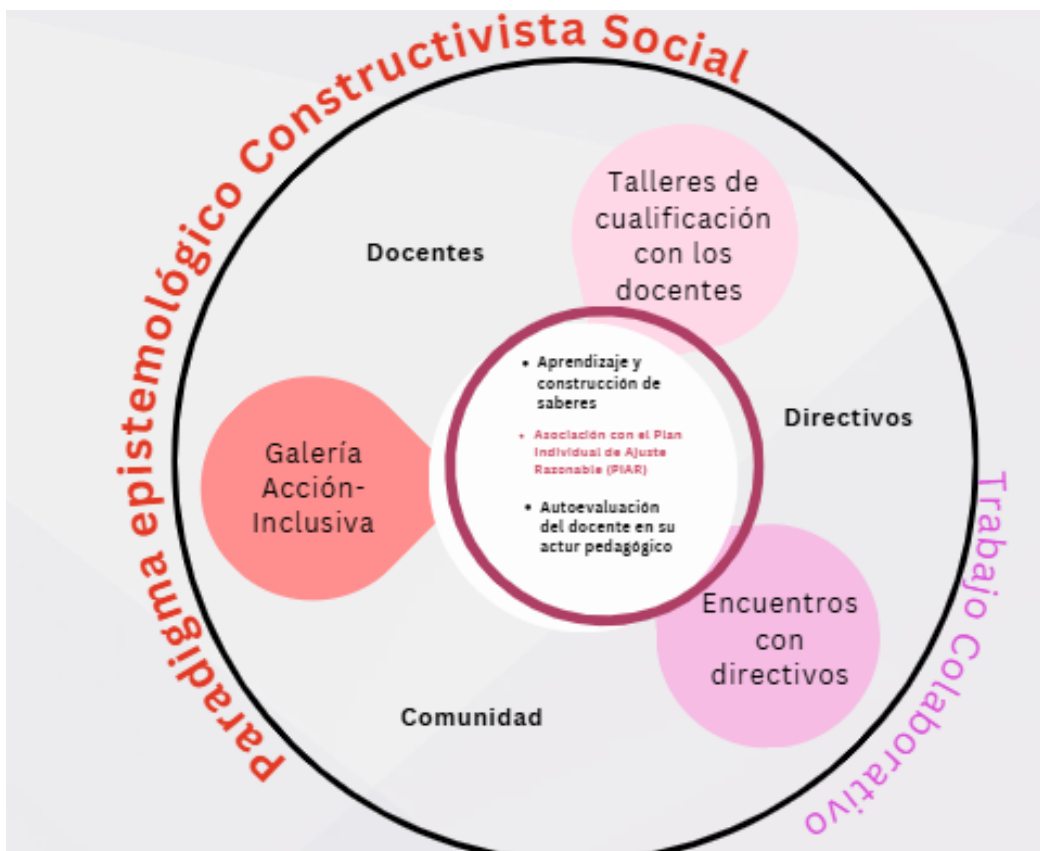 Paradigma epistemológico Constructivista Social
Talleres de
cualificación
con los
docentes
Docentes
Aprendizaje y
construcción de
saberes
Asociación con el Plan
Individual de Ajuste
Razonable (PIAR)
Autoevaluación
del docente en su
actur pedagógico
Directivos
Galería
Acción-
Inclusiva
Encuentros
con
directivos
Comunidad
Trabajo Colaborativo